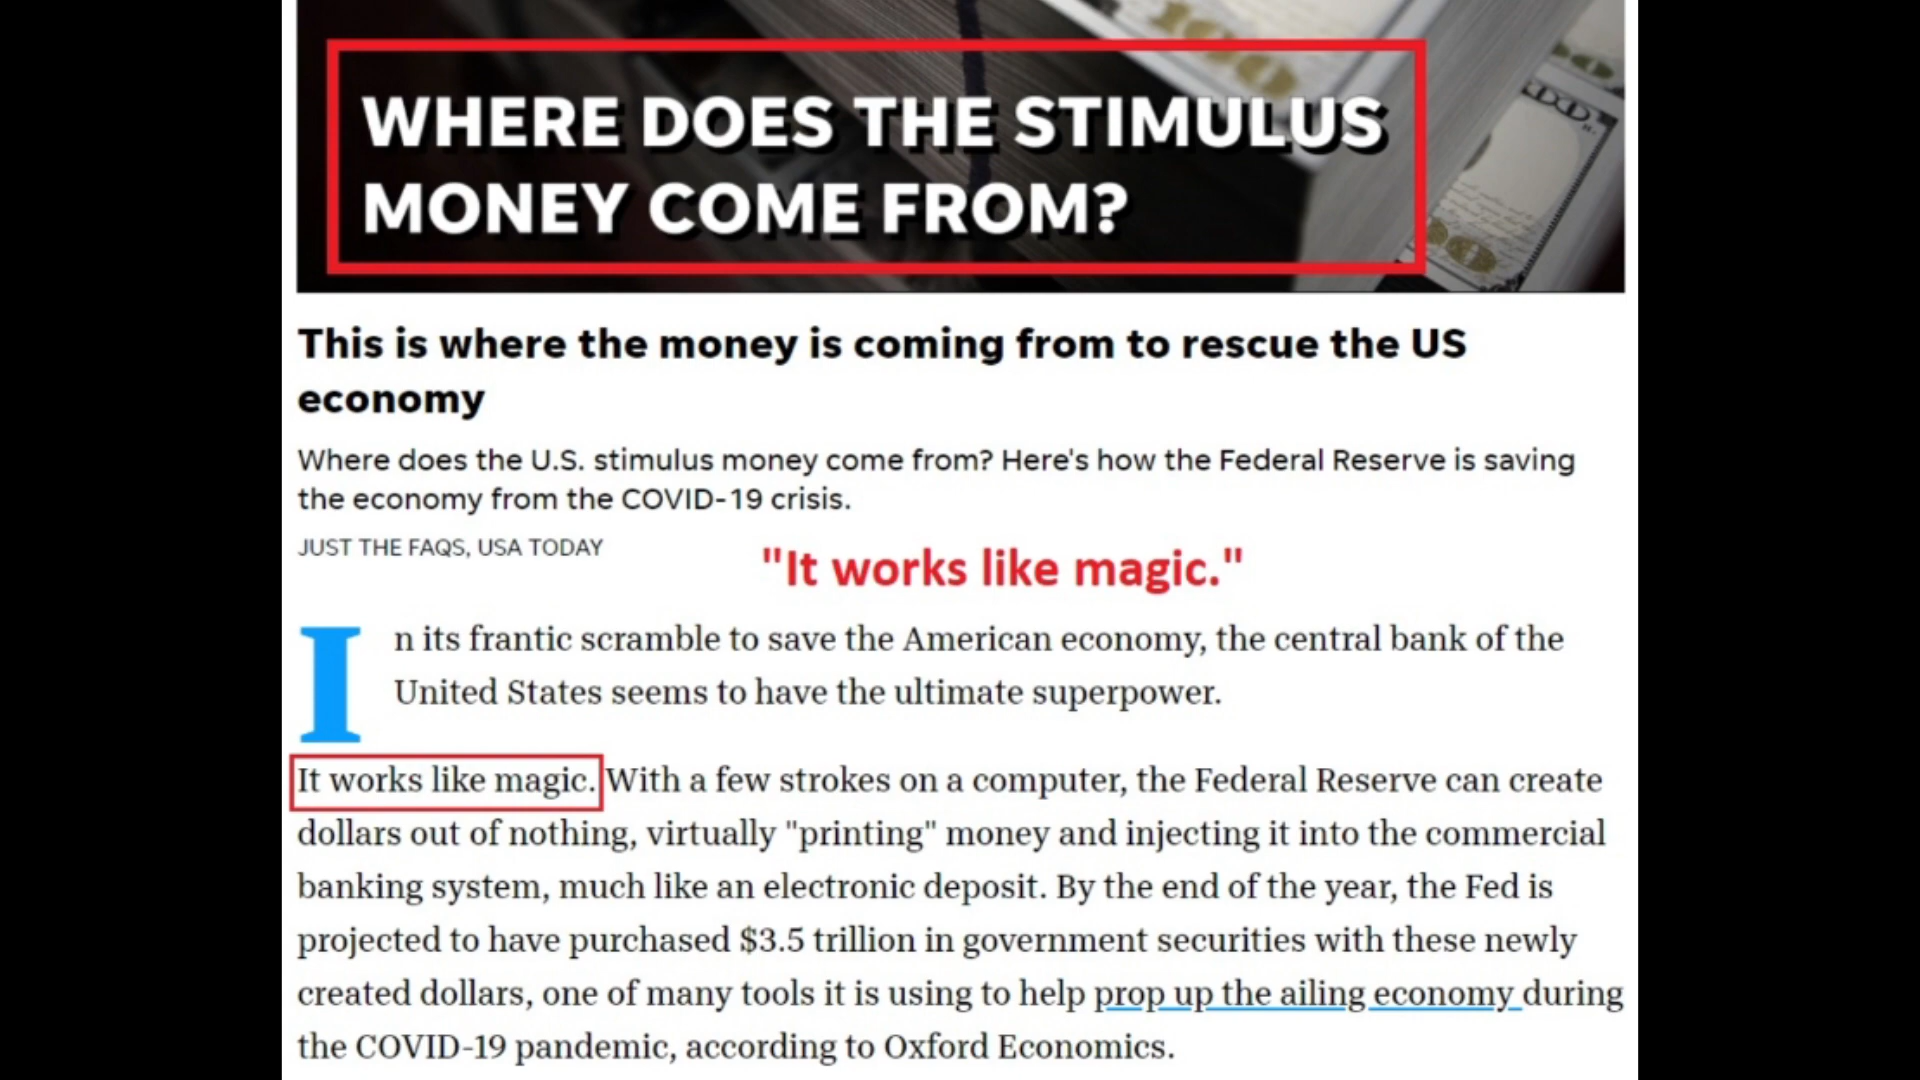 WHERE DOES THE STIMULUS
MONEY COME FROM?
This is where the money is coming from to rescue the US
economy
Where does the U.S. stimulus money come from? Here's how the Federal Reserve is saving
the economy from the COVID-19 crisis.
JUST THE FAQS, USA TODAY
"It works like magic."
In its frantic scramble to save the American economy, the central bank of the
United States seems to have the ultimate superpower.
It works like magic. With a few strokes on a computer, the Federal Reserve can create
dollars out of nothing, virtually "printing" money and injecting it into the commercial
banking system, much like an electronic deposit. By the end of the year, the Fed is
projected to have purchased $3.5 trillion in government securities with these newly
created dollars, one of many tools it is using to help prop up the ailing economy during
the COVID-19 pandemic, according to Oxford Economics.